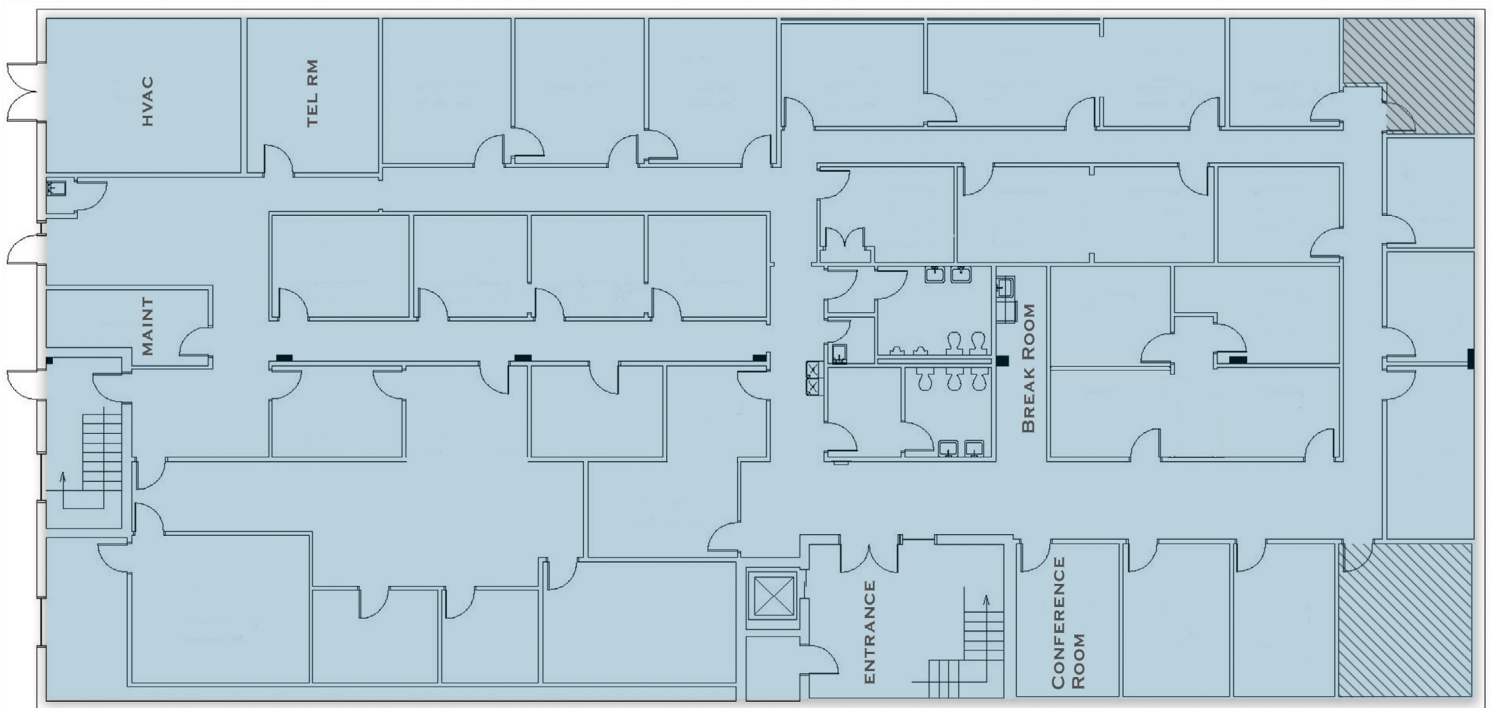 HVAC
TEL RM
MAINT
BREAK ROOM
ENTRANCE
CONFERENCE
ROOM